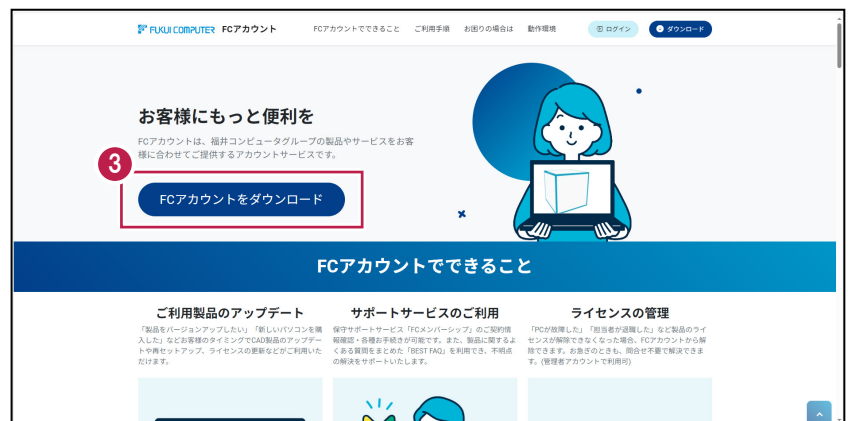 FUKUI COMPUTER FCアカウント
FCアカウントでできること ご利用手順 お困りの場合は 動作環境 ログイン ダウンロード
お客様にもっと便利を
FCアカウントは、福井コンピュータグループの製品やサービスをお客
様に合わせてご提供するアカウントサービスです。
3
FCアカウントをダウンロード
FCアカウントでできること
ご利用製品のアップデート
「製品をバージョンアップしたい」「新しいパソコンを購
入した」などお客様のタイミングでCAD製品のアップデー
トや再セットアップ、ライセンスの更新などがご利用いた
だけます。
サポートサービスのご利用
保守サポートサービス「FCメンバーシップ」のご契約情
報確認・各種お手続きが可能です。また、製品に関するよ
くある質問をまとめた「BEST FAQ」を利用でき、不明点
の解決をサポートいたします。
ライセンスの管理
「PCが故障した」「担当者が退職した」など製品のライ
センスが解除できなくなった場合、FCアカウントから解
除できます。お急ぎのときも、問合せ不要で解決できま
す。(管理者アカウントで利用可)